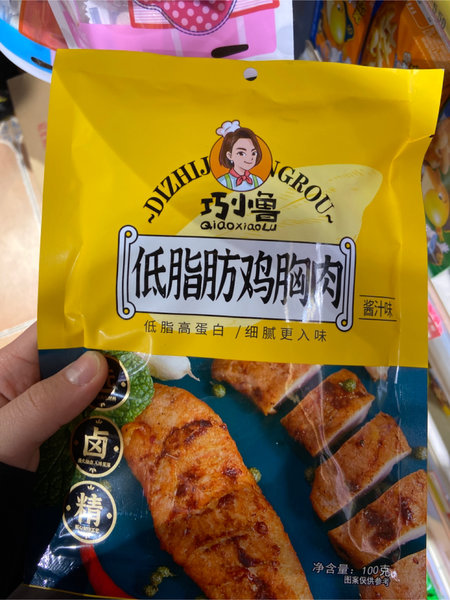 ~DIZHIJ NGROU~
巧小鲁
QiaoXiaoLu
低脂肪鸡胸肉
酱汁味
低脂高蛋白 / 细腻更入味
卤
精
净含量: 100克
图案仅供参考